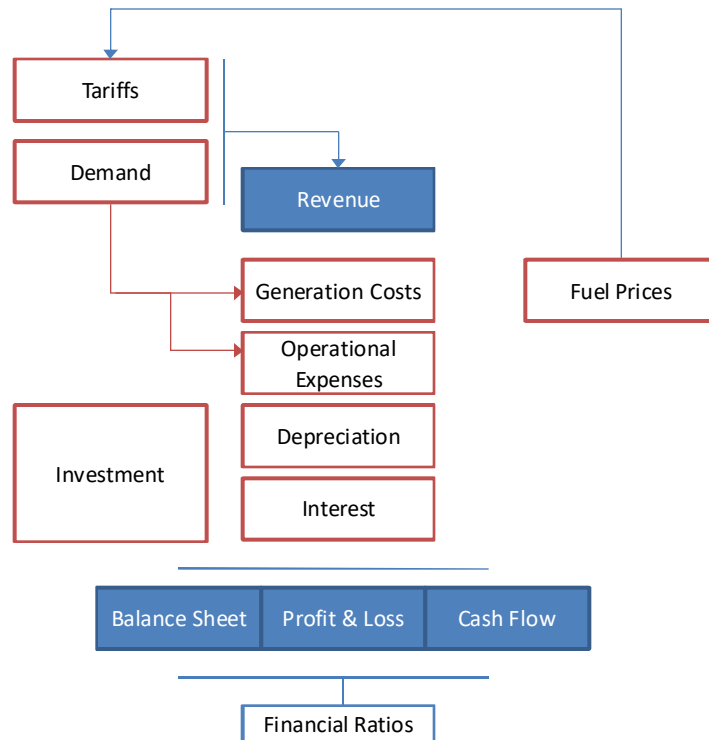 Tariffs
Demand
Revenue
Generation Costs
Fuel Prices
Operational
Expenses
Depreciation
Investment
Interest
Balance Sheet
Profit & Loss
Cash Flow
Financial Ratios